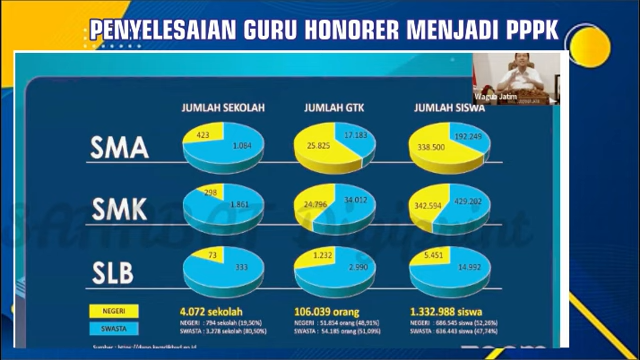 PENYELESAIAN GURU HONORER MENJADI PPPK
Wagub Jatim
JUMLAH SEKOLAH JUMLAH GTK JUMLAH SISWA
SMA
423 1.064
25.825 17.183
338.500 192.249
SMK
298 1.861
24.796 34.012
342.594 429.202
SLB
73 333
1.232 2.990
5.451 14.992
NEGERI
SWASTA
4.072 sekolah
NEGERI : 794 sekolah (19,50%)
SWASTA : 3.278 sekolah (80,50%)
106.039 orang
NEGERI : 51.854 orang (48,91%)
SWASTA : 54.185 orang (51,09%)
1.332.988 siswa
NEGERI : 686.545 siswa (52,26%)
SWASTA : 636.443 siswa (47,74%)
zoom